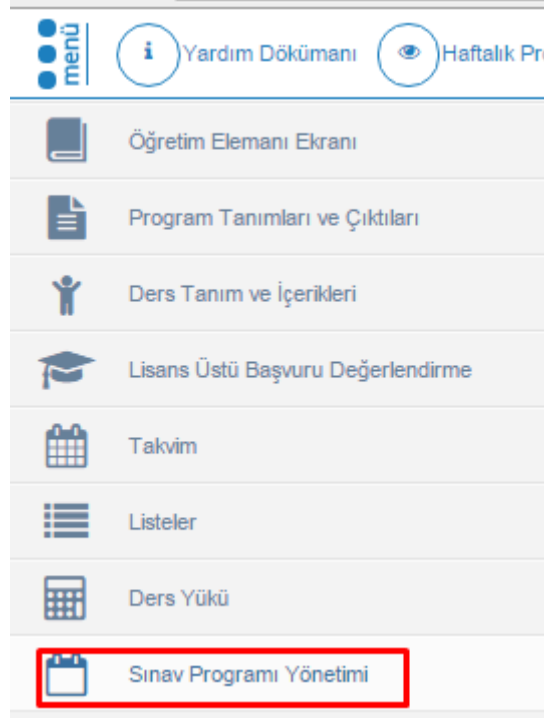 menü
Yardım Dökümanı
Haftalık Pr
Öğretim Elemanı Ekranı
Program Tanımları ve Çıktıları
Ders Tanım ve İçerikleri
Lisans Üstü Başvuru Değerlendirme
Takvim
Listeler
Ders Yükü
Sınav Programı Yönetimi